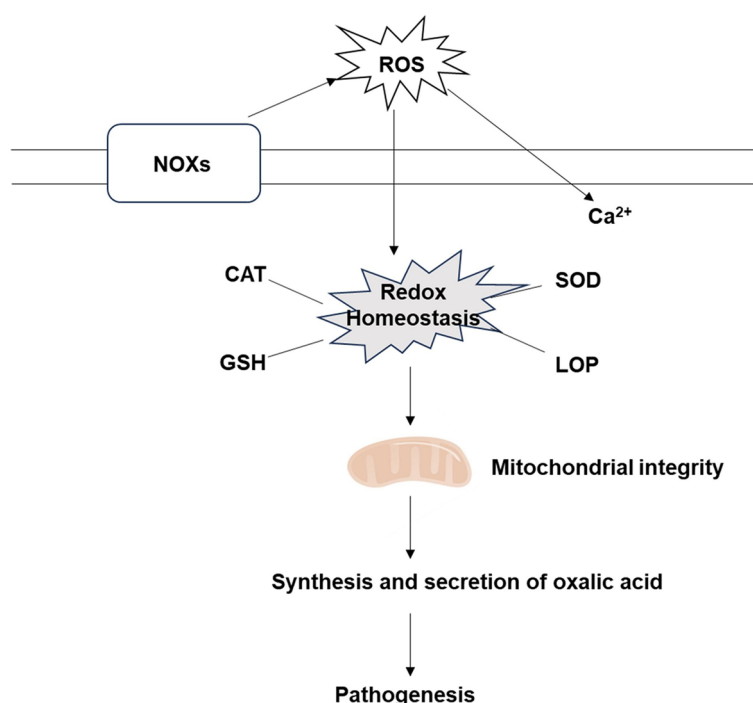 ROS
NOXs
Ca²⁺
CAT
SOD
Redox
Homeostasis
GSH
LOP
Mitochondrial integrity
Synthesis and secretion of oxalic acid
Pathogenesis